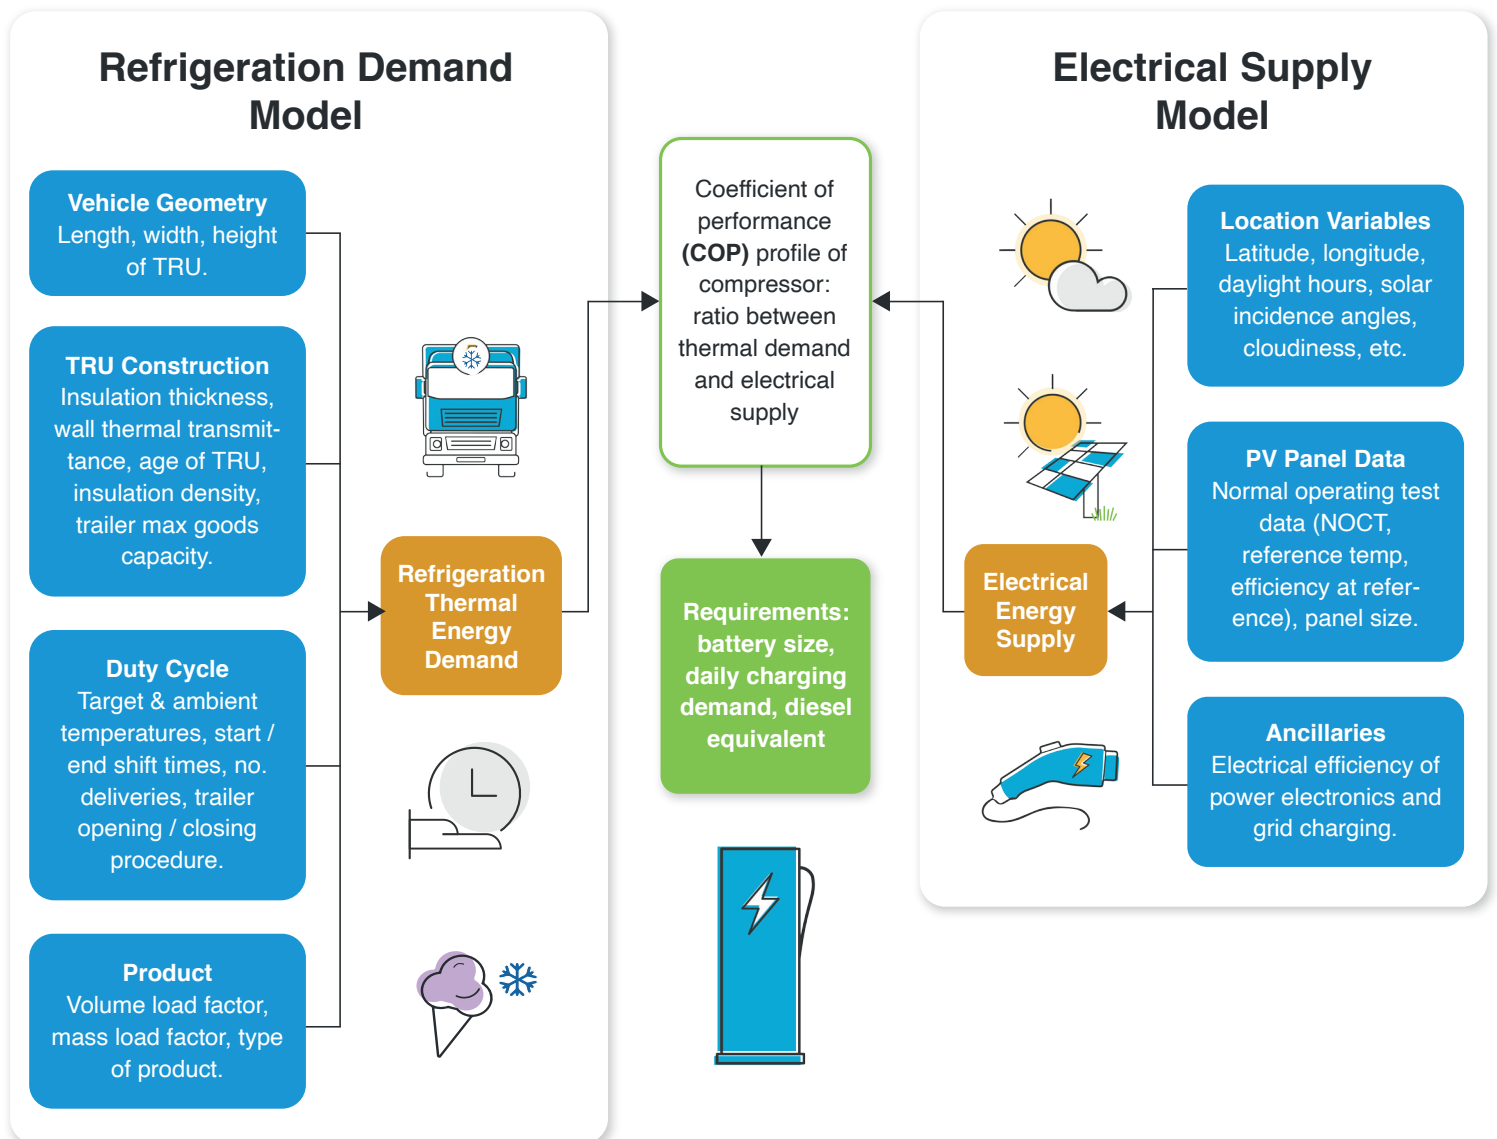 Refrigeration Demand
Model
Vehicle Geometry
Length, width, height
of TRU.
TRU Construction
Insulation thickness,
wall thermal transmit-
tance, age of TRU,
insulation density,
trailer max goods
capacity.
Duty Cycle
Target & ambient
temperatures, start /
end shift times, no.
deliveries, trailer
opening / closing
procedure.
Product
Volume load factor,
mass load factor, type
of product.
Refrigeration
Thermal
Energy
Demand
Coefficient of
performance
(COP) profile of
compressor:
ratio between
thermal demand
and electrical
supply
Requirements:
battery size,
daily charging
demand, diesel
equivalent
Electrical Supply
Model
Location Variables
Latitude, longitude,
daylight hours, solar
incidence angles,
cloudiness, etc.
PV Panel Data
Normal operating test
data (NOCT,
reference temp,
efficiency at refer-
ence), panel size.
Ancillaries
Electrical efficiency of
power electronics and
grid charging.
Electrical
Energy
Supply